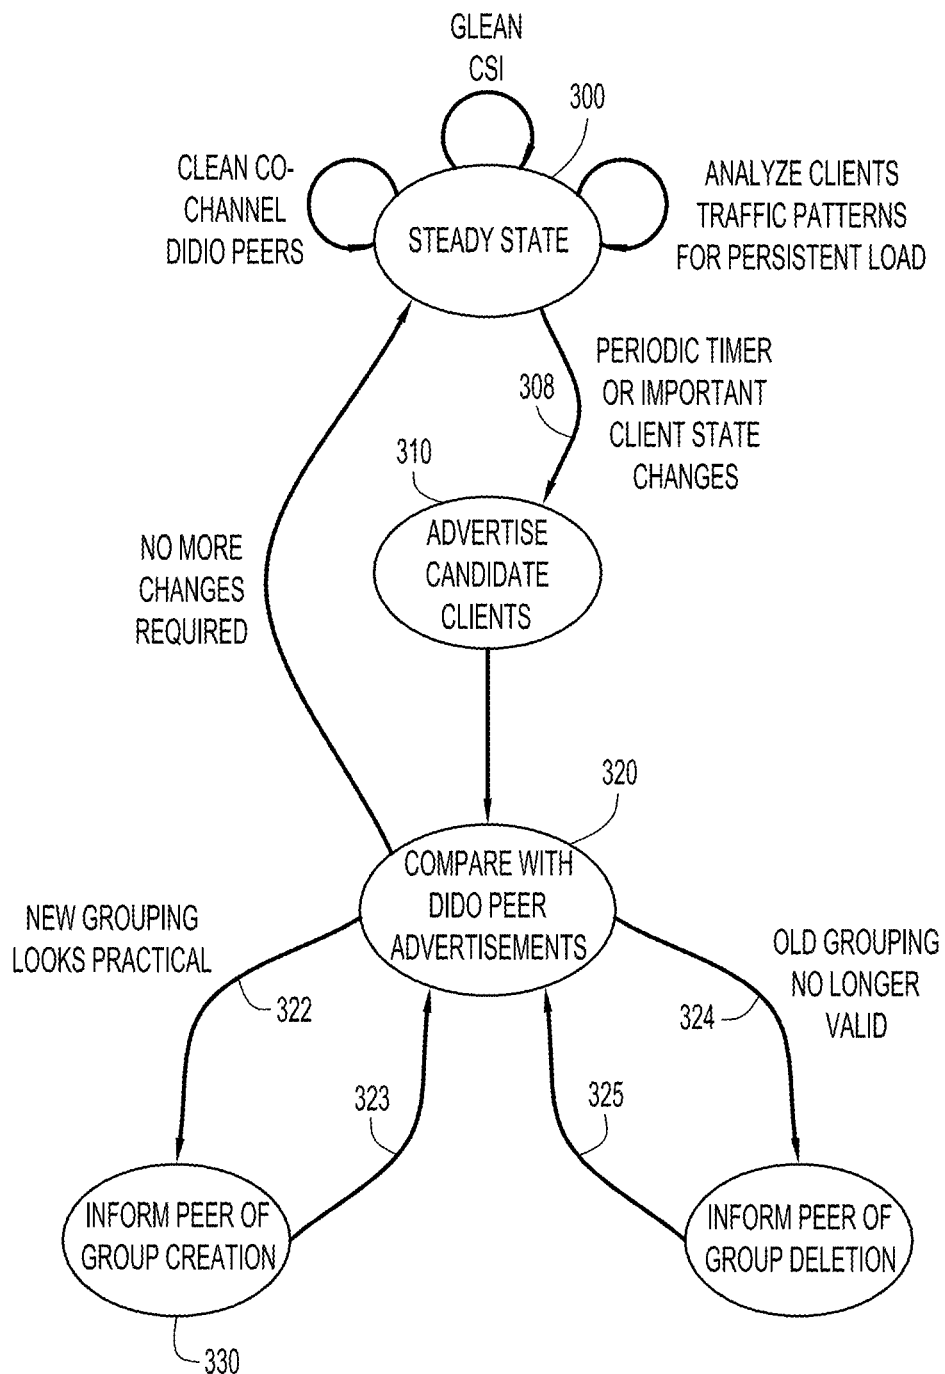 GLEAN
CSI
300
CLEAN CO-
CHANNEL
DIDIO PEERS
ANALYZE CLIENTS
TRAFFIC PATTERNS
FOR PERSISTENT LOAD
STEADY STATE
308
PERIODIC TIMER
OR IMPORTANT
CLIENT STATE
CHANGES
310
ADVERTISE
CANDIDATE
CLIENTS
NO MORE
CHANGES
REQUIRED
320
COMPARE WITH
DIDO PEER
ADVERTISEMENTS
NEW GROUPING
LOOKS PRACTICAL
322
OLD GROUPING
NO LONGER
VALID
324
323
325
INFORM PEER OF
GROUP CREATION
330
INFORM PEER OF
GROUP DELETION